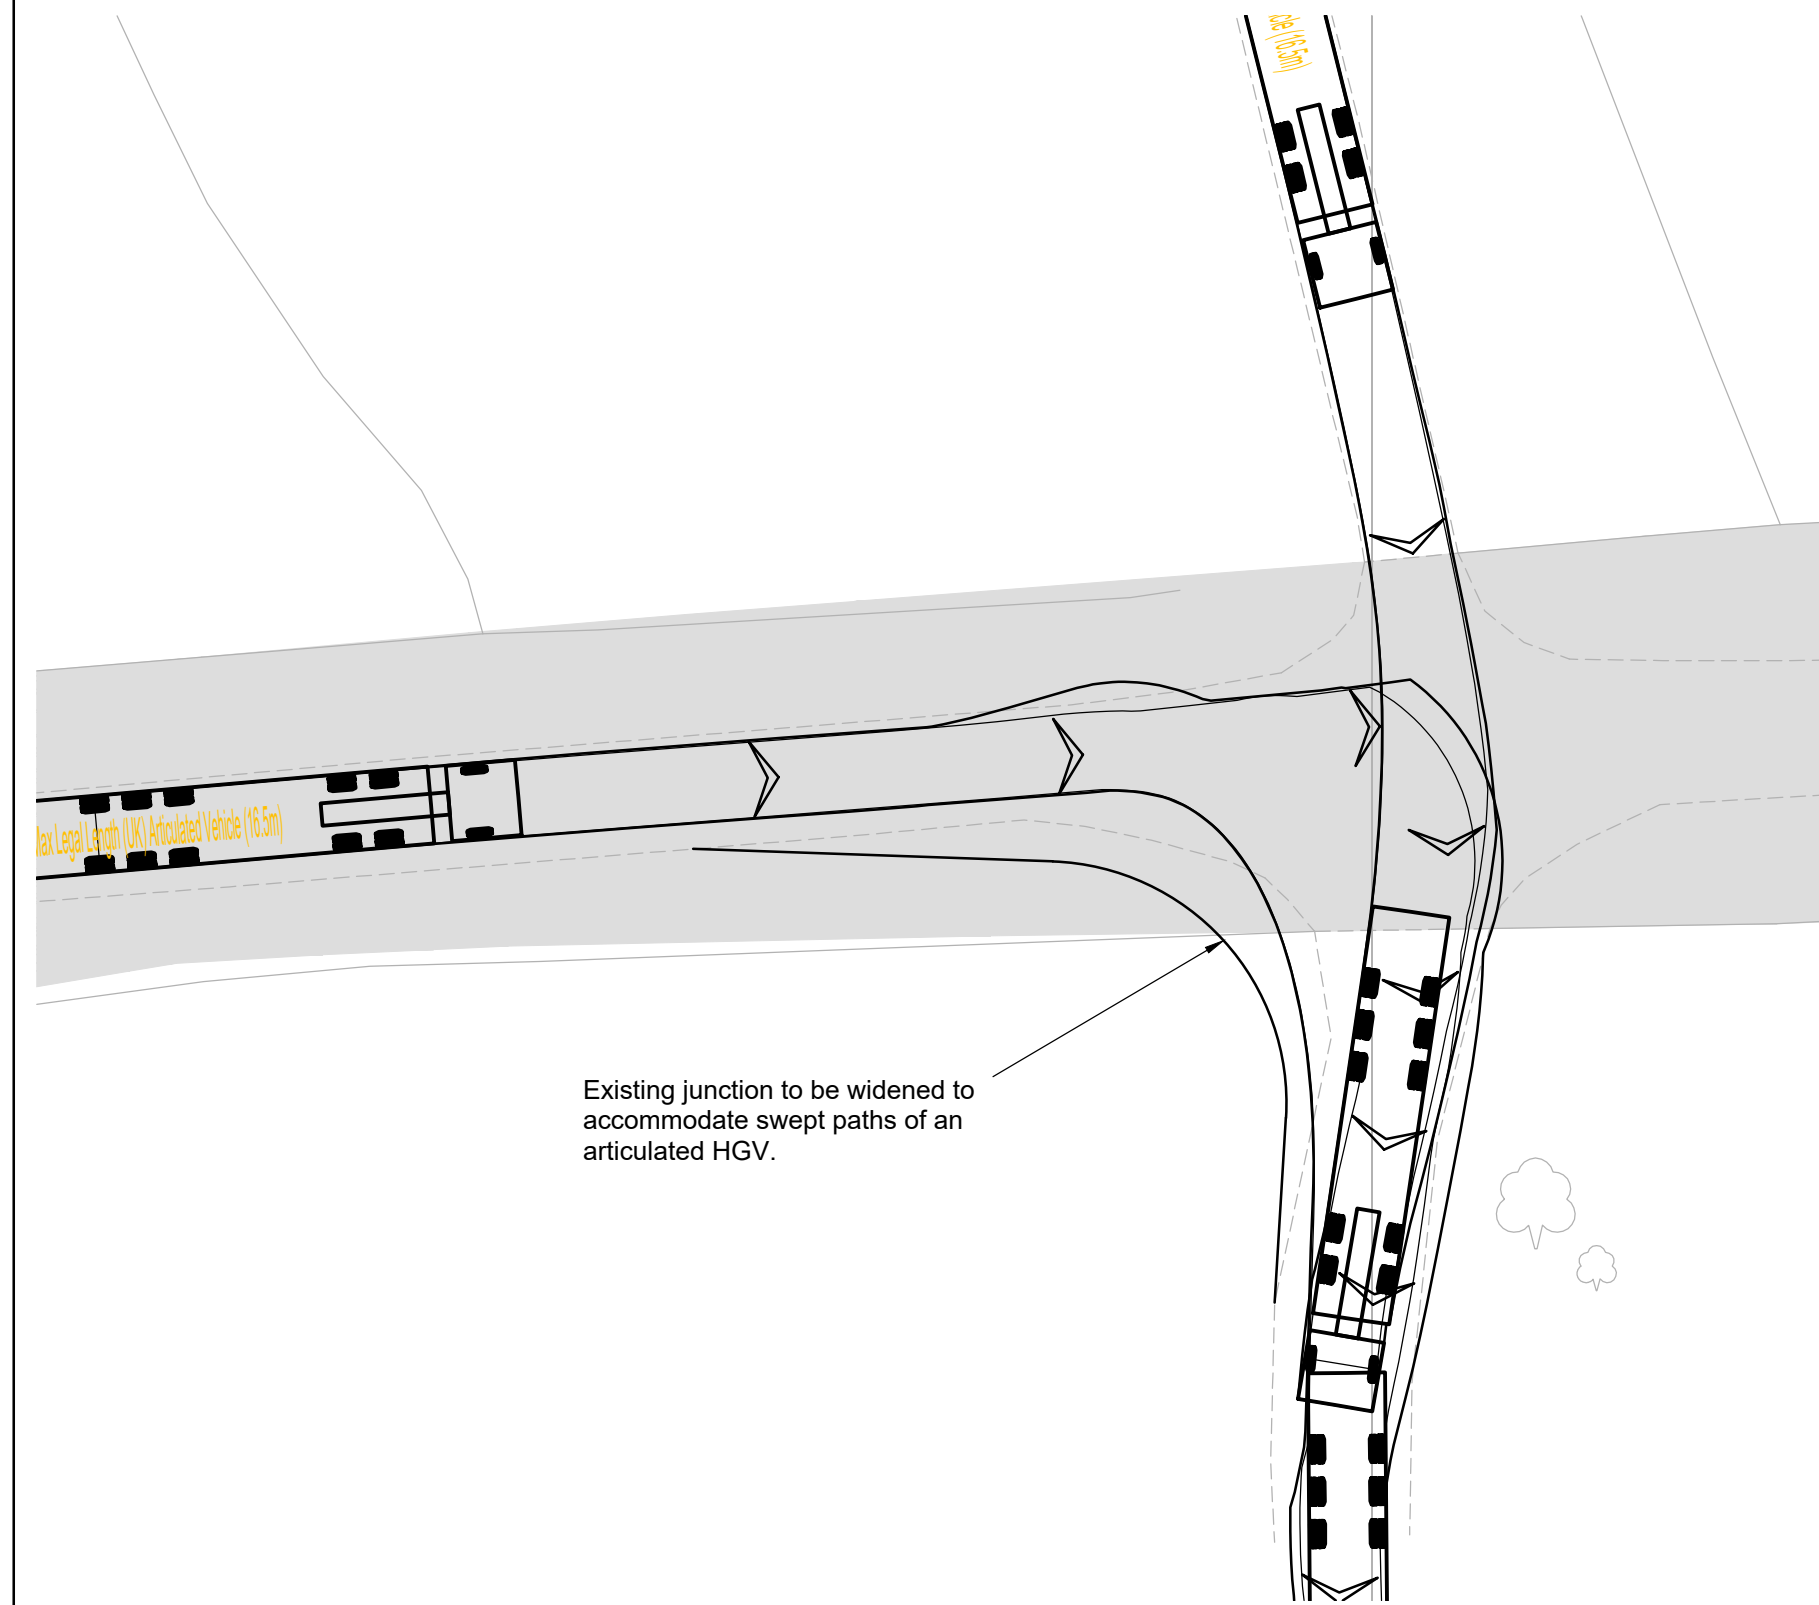 cle (16.5m)
Max Legal Length (UK) Articulated Vehicle (16.5m)
Existing junction to be widened to
accommodate swept paths of an
articulated HGV.